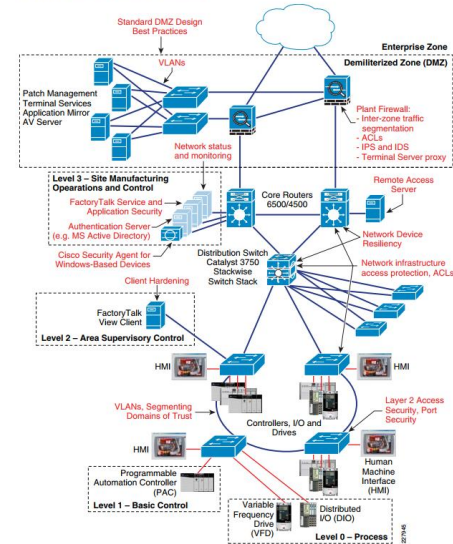 Standard DMZ Design
Best Practices
VLANs
Enterprise Zone
Demiliterized Zone (DMZ)
Patch Management
Terminal Services
Application Mirror
AV Server
Plant Firewall:
- Inter-zone traffic
segmentation
- ACLs
- IPS and IDS
- Terminal Server proxy
Network status
and monitoring
Level 3 – Site Manufacturing
Opearations and Control
FactoryTalk Service and
Application Security
Authentication Server
(e.g. MS Active Directory)
Cisco Security Agent for
Windows-Based Devices
Core Routers
6500/4500
Remote Access
Server
Network Device
Resiliency
Distribution Switch
Catalyst 3750
Stackwise
Switch Stack
Network infrastructure
access protection, ACLs
Client Hardening
FactoryTalk
View Client
Level 2 – Area Supervisory Control
HMI
HMI
VLANs, Segmenting
Domains of Trust
Controllers, I/O and
Drives
Layer 2 Access
Security, Port
Security
HMI
Human
Machine
Interface
(HMI)
Programmable
Automation Controller
(PAC)
Level 1 – Basic Control
Variable
Frequency
Drive
(VFD)
Distributed
I/O (DIO)
Level 0 – Process
227945